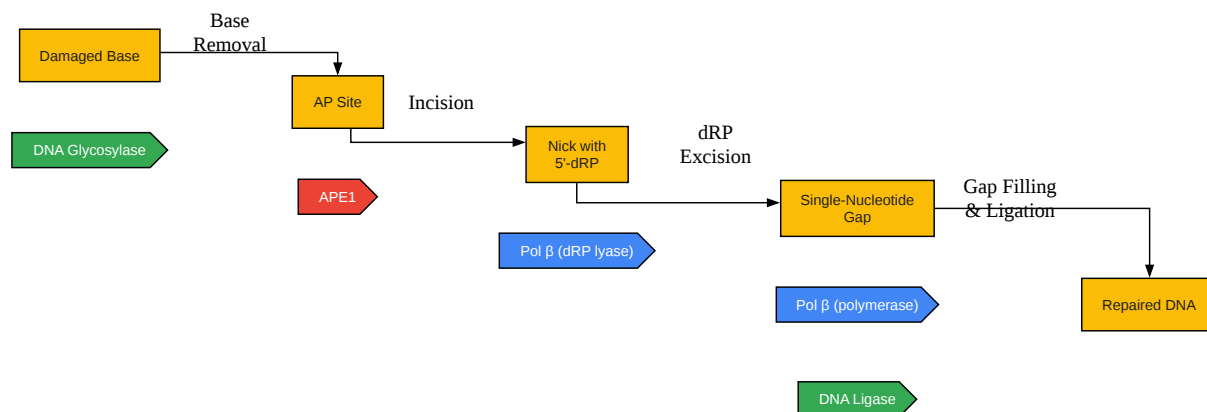 Base
Removal
Damaged Base
AP Site
Incision
DNA Glycosylase
APE1
Nick with
5'-dRP
dRP
Excision
Pol β (dRP lyase)
Single-Nucleotide
Gap
Gap Filling
& Ligation
Pol β (polymerase)
Repaired DNA
DNA Ligase